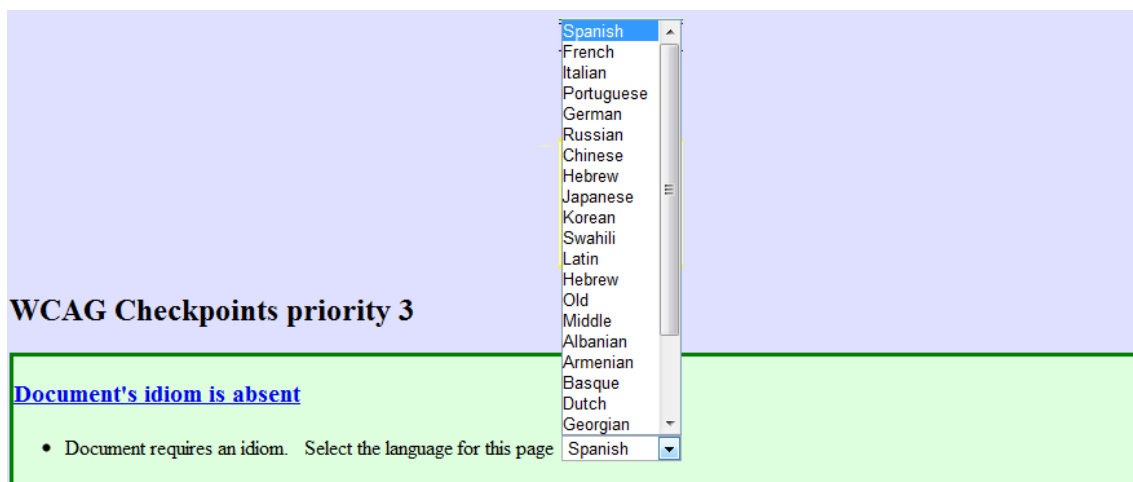 Spanish
French
Italian
Portuguese
German
Russian
Chinese
Hebrew
Japanese
Korean
Swahili
Latin
Hebrew
Old
Middle
Albanian
Armenian
Basque
Dutch
Georgian
WCAG Checkpoints priority 3
Document's idiom is absent
• Document requires an idiom. Select the language for this page Spanish